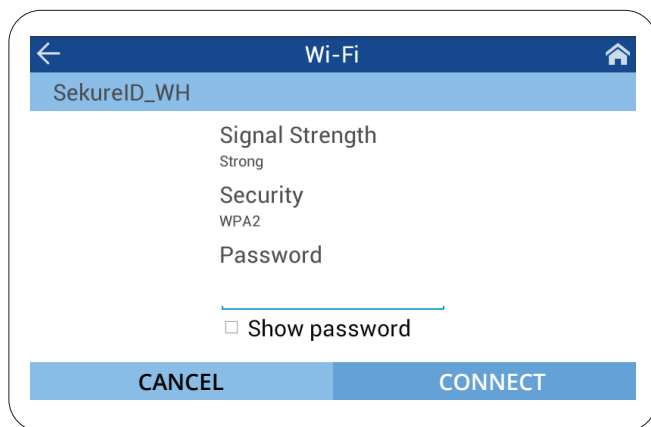 Wi-Fi
SekureID_WH
Signal Strength
Strong
Security
WPA2
Password
Show password
CANCEL CONNECT